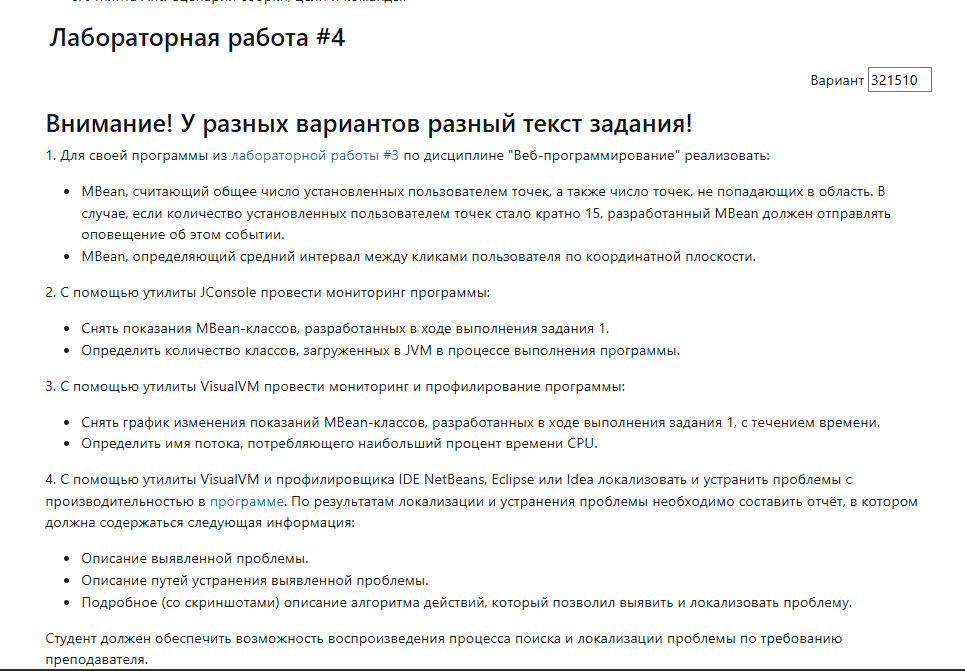 Лабораторная работа #4
Вариант 321510
Внимание! У разных вариантов разный текст задания!
1. Для своей программы из лабораторной работы #3 по дисциплине "Веб-программирование" реализовать:
• MBean, считающий общее число установленных пользователем точек, а также число точек, не попадающих в область. В
случае, если количество установленных пользователем точек стало кратно 15, разработанный MBean должен отправлять
оповещение об этом событии.
• MBean, определяющий средний интервал между кликами пользователя по координатной плоскости.
2. С помощью утилиты JConsole провести мониторинг программы:
• Снять показания MBean-классов, разработанных в ходе выполнения задания 1.
• Определить количество классов, загруженных в JVM в процессе выполнения программы.
3. С помощью утилиты VisualVM провести мониторинг и профилирование программы:
• Снять график изменения показаний MBean-классов, разработанных в ходе выполнения задания 1, с течением времени.
• Определить имя потока, потребляющего наибольший процент времени CPU.
4. С помощью утилиты VisualVM и профилировщика IDE NetBeans, Eclipse или Idea локализовать и устранить проблемы с
производительностью в программе. По результатам локализации и устранения проблемы необходимо составить отчёт, в котором
должна содержаться следующая информация:
• Описание выявленной проблемы.
• Описание путей устранения выявленной проблемы.
• Подробное (со скриншотами) описание алгоритма действий, который позволил выявить и локализовать проблему.
Студент должен обеспечить возможность воспроизведения процесса поиска и локализации проблемы по требованию
преподавателя.